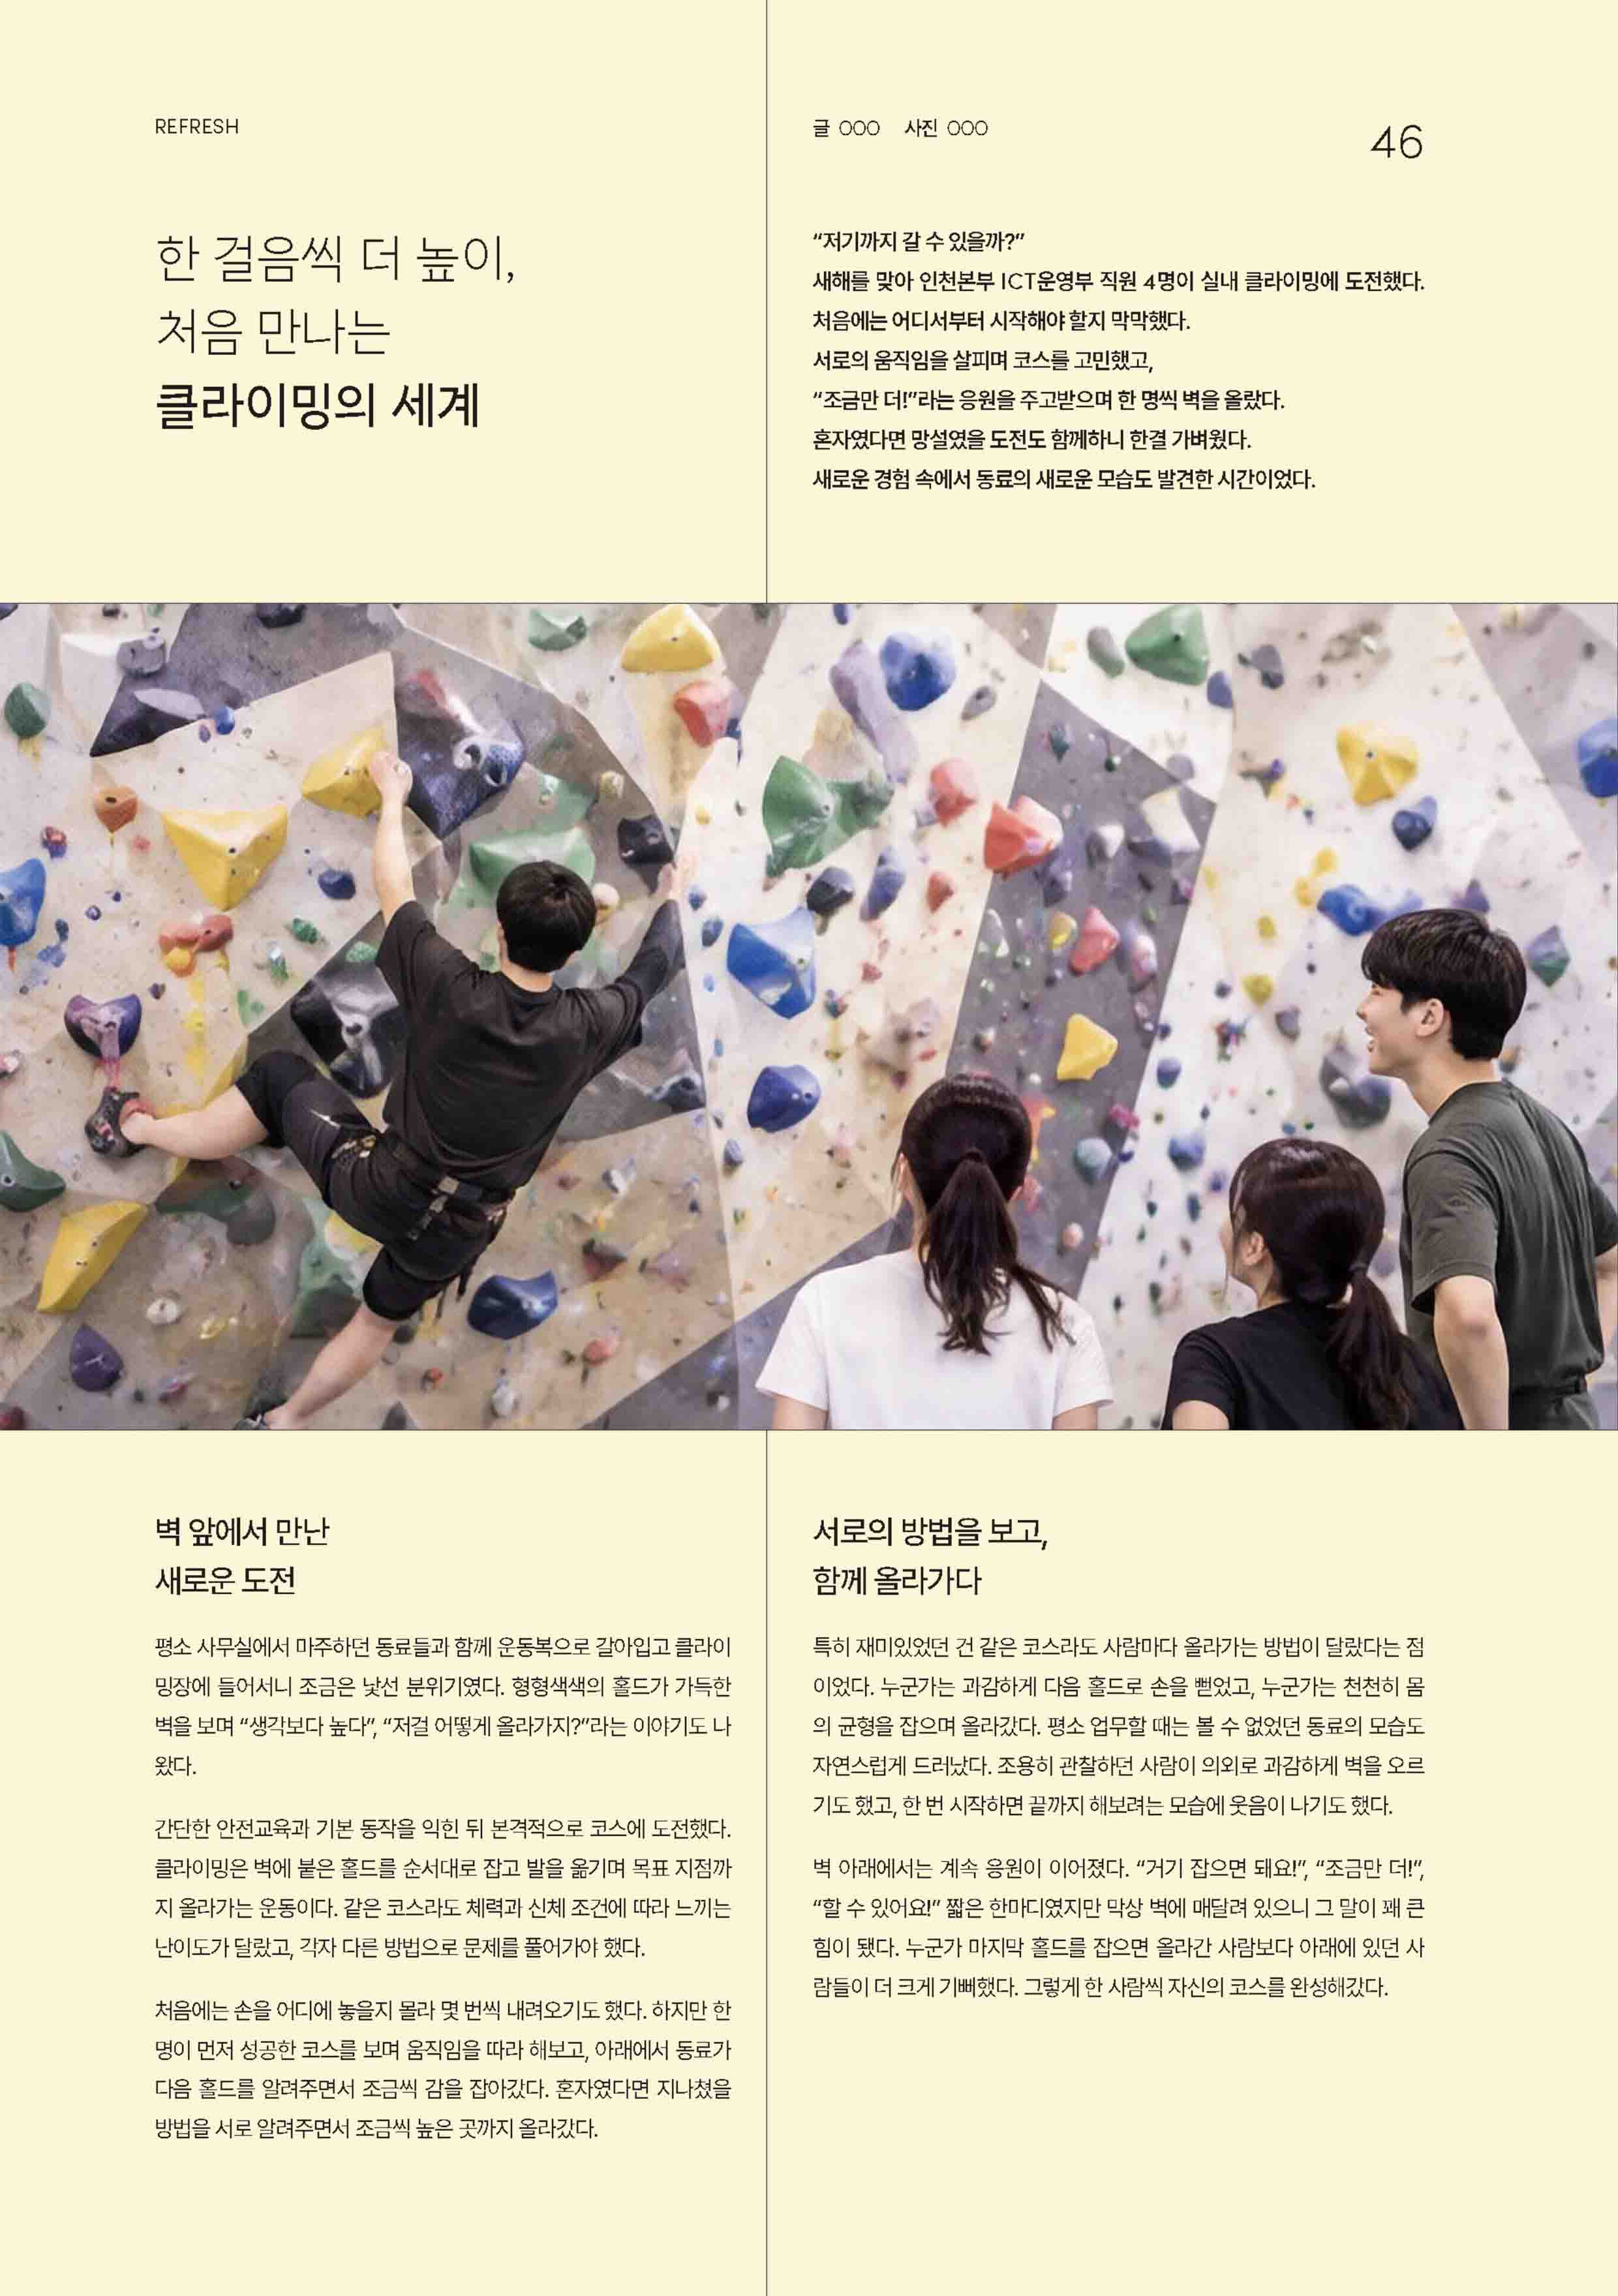 REFRESH
글 OOO 사진 OOO
46
한 걸음씩 더 높이,
처음 만나는
클라이밍의 세계
“저기까지 갈 수 있을까?”
새해를 맞아 인천본부 ICT운영부 직원 4명이 실내 클라이밍에 도전했다.
처음에는 어디서부터 시작해야 할지 막막했다.
서로의 움직임을 살피며 코스를 고민했고,
“조금만 더!”라는 응원을 주고받으며 한 명씩 벽을 올랐다.
혼자였다면 망설였을 도전도 함께하니 한결 가벼웠다.
새로운 경험 속에서 동료의 새로운 모습도 발견한 시간이었다.
벽 앞에서 만난
새로운 도전
평소 사무실에서 마주하던 동료들과 함께 운동복으로 갈아입고 클라이
밍장에 들어서니 조금은 낯선 분위기였다. 형형색색의 홀드가 가득한
벽을 보며 “생각보다 높다”, “저걸 어떻게 올라가지?”라는 이야기도 나
왔다.
간단한 안전교육과 기본 동작을 익힌 뒤 본격적으로 코스에 도전했다.
클라이밍은 벽에 붙은 홀드를 순서대로 잡고 발을 옮기며 목표 지점까
지 올라가는 운동이다. 같은 코스라도 체력과 신체 조건에 따라 느끼는
난이도가 달랐고, 각자 다른 방법으로 문제를 풀어가야 했다.
처음에는 손을 어디에 놓을지 몰라 몇 번씩 내려오기도 했다. 하지만 한
명이 먼저 성공한 코스를 보며 움직임을 따라 해보고, 아래에서 동료가
다음 홀드를 알려주면서 조금씩 감을 잡아갔다. 혼자였다면 지나쳤을
방법을 서로 알려주면서 조금씩 높은 곳까지 올라갔다.
서로의 방법을 보고,
함께 올라가다
특히 재미있었던 건 같은 코스라도 사람마다 올라가는 방법이 달랐다는 점
이었다. 누군가는 과감하게 다음 홀드로 손을 뻗었고, 누군가는 천천히 몸
의 균형을 잡으며 올라갔다. 평소 업무할 때는 볼 수 없었던 동료의 모습도
자연스럽게 드러났다. 조용히 관찰하던 사람이 의외로 과감하게 벽을 오르
기도 했고, 한 번 시작하면 끝까지 해보려는 모습에 웃음이 나기도 했다.
벽 아래에서는 계속 응원이 이어졌다. “거기 잡으면 돼요!”, “조금만 더!”,
“할 수 있어요!” 짧은 한마디였지만 막상 벽에 매달려 있으니 그 말이 꽤 큰
힘이 됐다. 누군가 마지막 홀드를 잡으면 올라간 사람보다 아래에 있던 사
람들이 더 크게 기뻐했다. 그렇게 한 사람씩 자신의 코스를 완성해갔다.